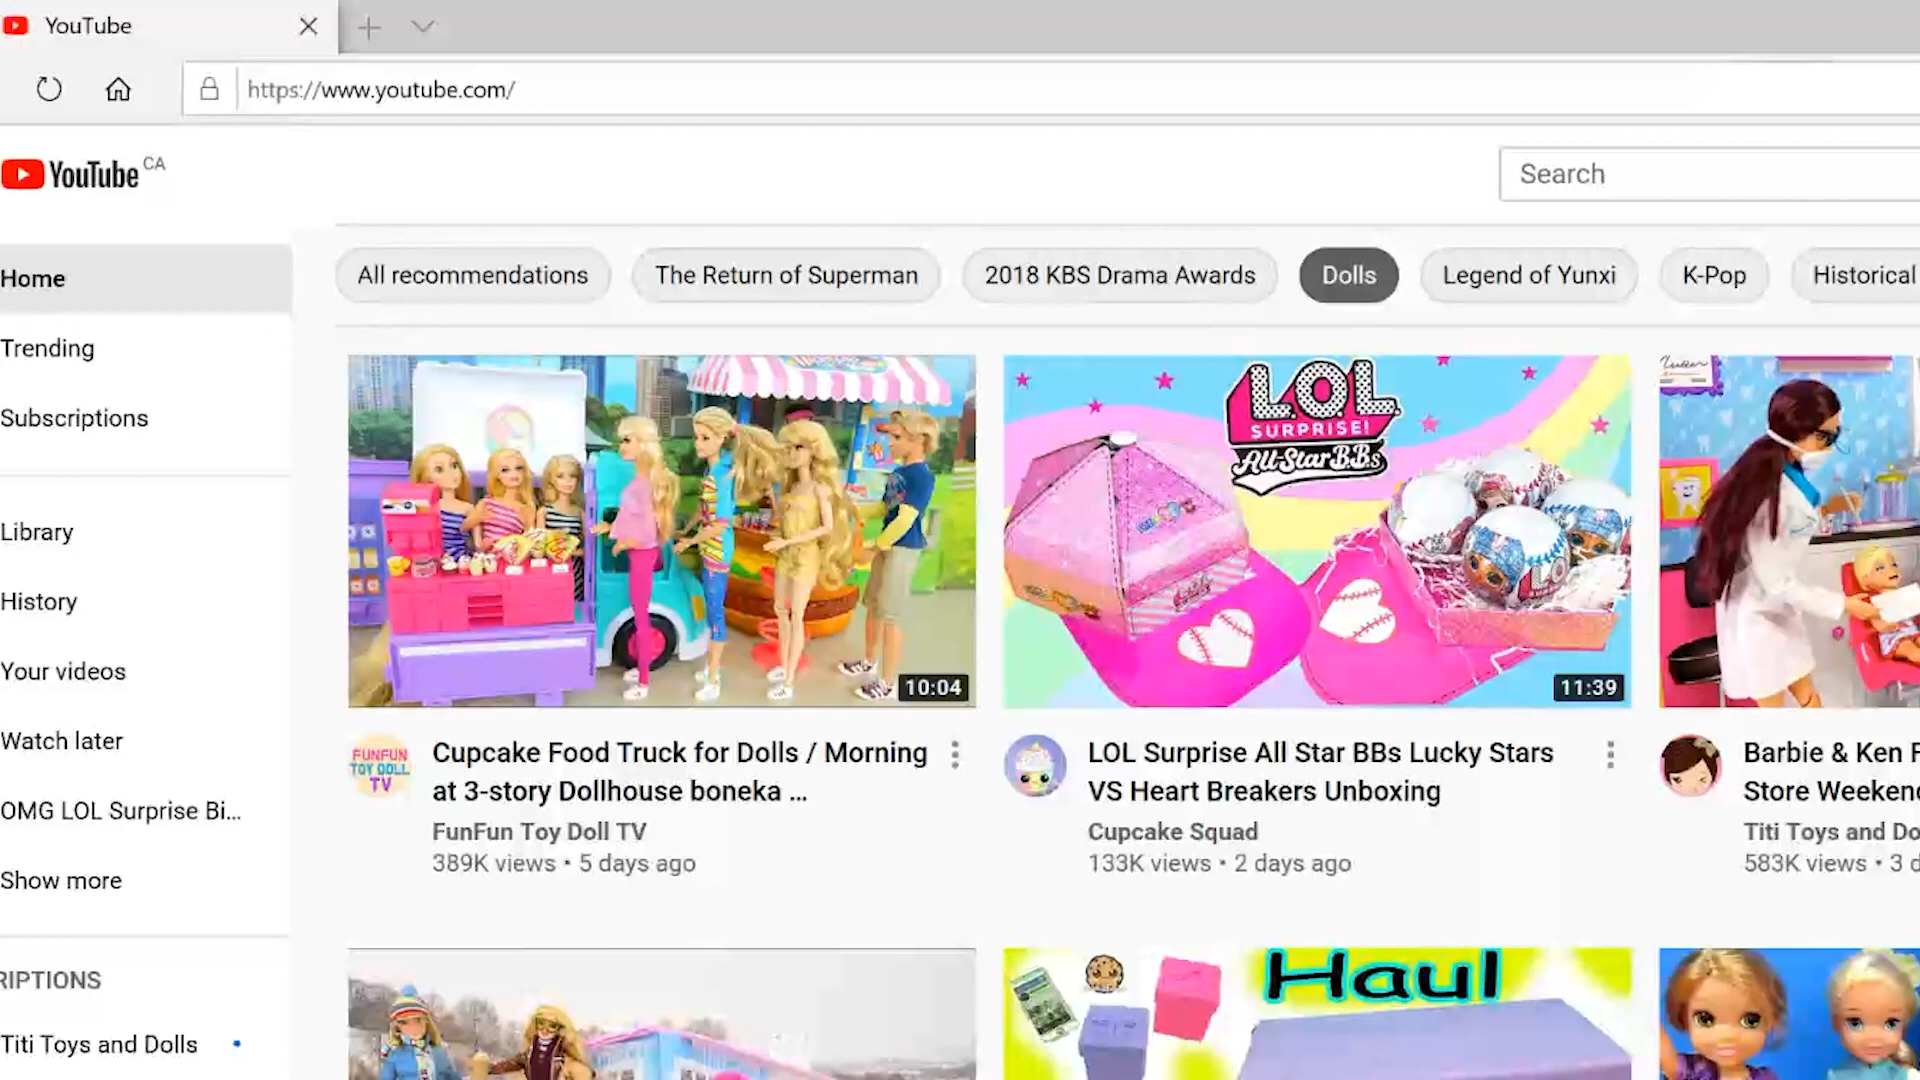 YouTube
https://www.youtube.com/
YouTube CA
Search
Home
Trending
Subscriptions
Library
History
Your videos
Watch later
OMG LOL Surprise Bi...
Show more
RIPTIONS
Titi Toys and Dolls
All recommendations
The Return of Superman
2018 KBS Drama Awards
Dolls
Legend of Yunxi
K-Pop
Historical
10:04
L.O.L.
SURPRISE!
All-Star B.B.s
11:39
FUNFUN
TOY DOLL
TV
Cupcake Food Truck for Dolls / Morning
at 3-story Dollhouse boneka ...
FunFun Toy Doll TV
389K views • 5 days ago
LOL Surprise All Star BBs Lucky Stars
VS Heart Breakers Unboxing
Cupcake Squad
133K views • 2 days ago
Barbie & Ken
Store Weeken
Titi Toys and Do
583K views • 3 d
Haul